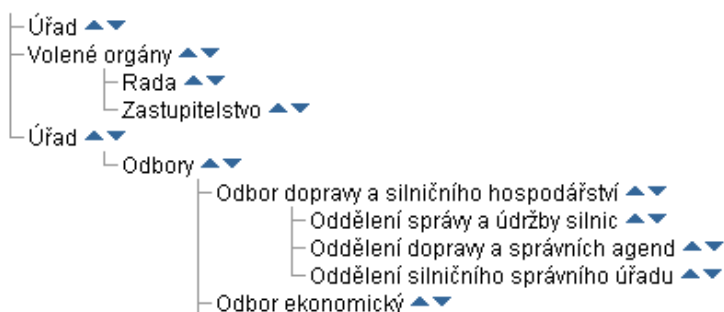 Úřad
Volené orgány
Rada
Zastupitelstvo
Úřad
Odbory
Odbor dopravy a silničního hospodářství
Oddělení správy a údržby silnic
Oddělení dopravy a správních agend
Oddělení silničního správního úřadu
Odbor ekonomický